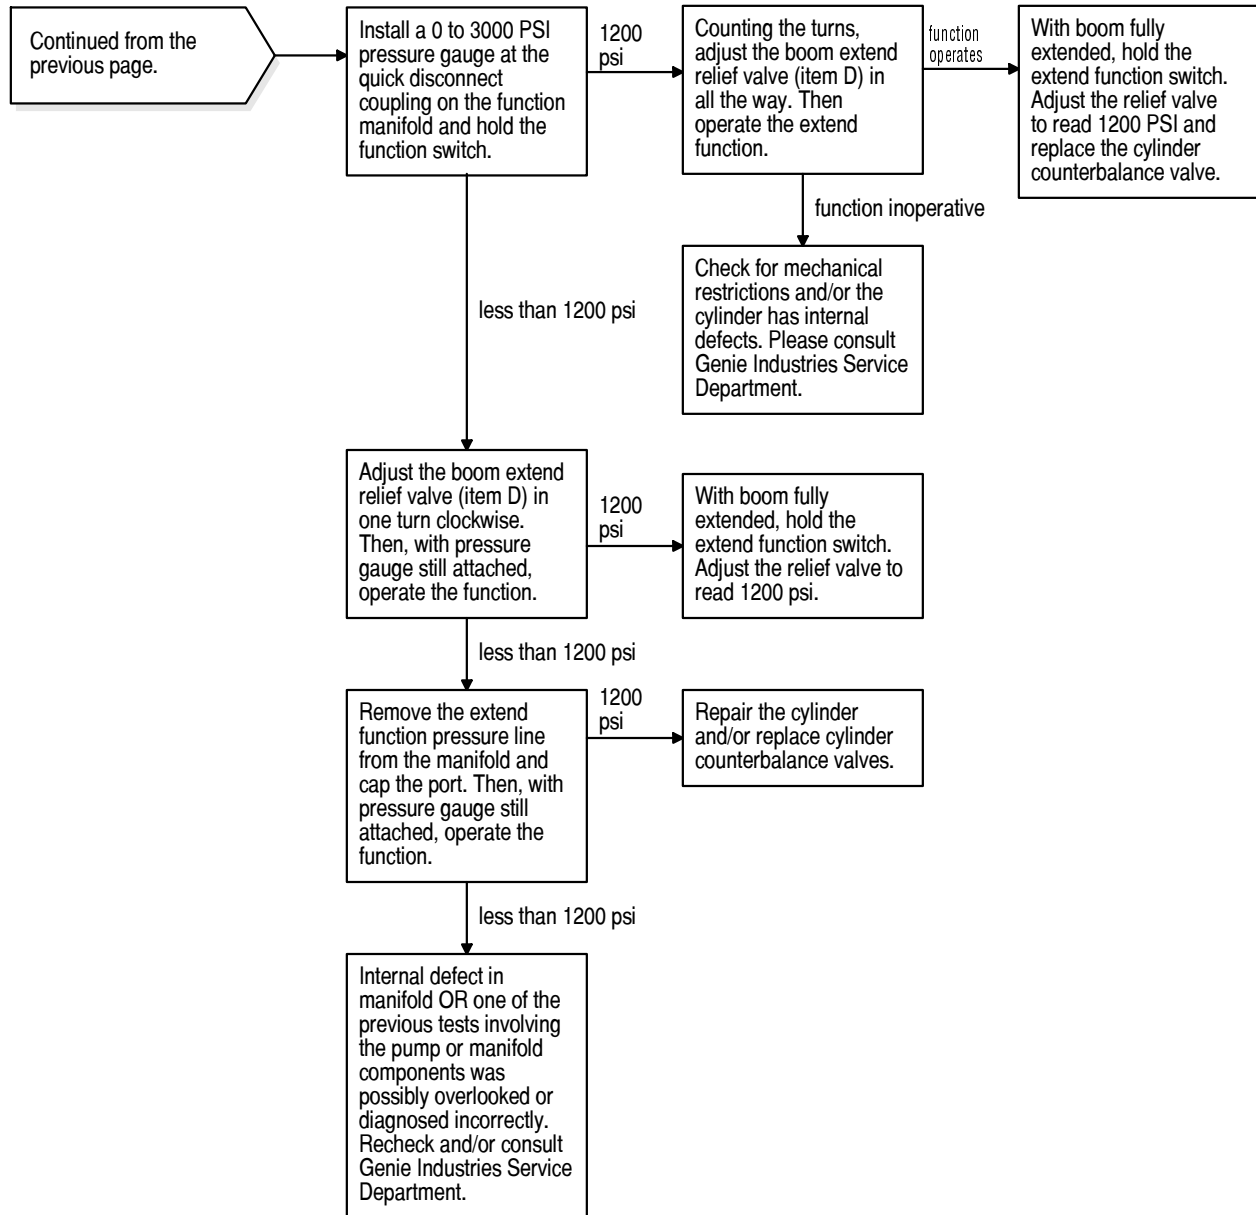 Continued from the
previous page.
Install a 0 to 3000 PSI
pressure gauge at the
quick disconnect
coupling on the function
manifold and hold the
function switch.
1200
psi
Counting the turns,
adjust the boom extend
relief valve (item D) in
all the way. Then
operate the extend
function.
function
operates
With boom fully
extended, hold the
extend function switch.
Adjust the relief valve
to read 1200 PSI and
replace the cylinder
counterbalance valve.
function inoperative
Check for mechanical
restrictions and/or the
cylinder has internal
defects. Please consult
Genie Industries Service
Department.
less than 1200 psi
Adjust the boom extend
relief valve (item D) in
one turn clockwise.
Then, with pressure
gauge still attached,
operate the function.
1200
psi
With boom fully
extended, hold the
extend function switch.
Adjust the relief valve to
read 1200 psi.
less than 1200 psi
Remove the extend
function pressure line
from the manifold and
cap the port. Then, with
pressure gauge still
attached, operate the
function.
1200
psi
Repair the cylinder
and/or replace cylinder
counterbalance valves.
less than 1200 psi
Internal defect in
manifold OR one of the
previous tests involving
the pump or manifold
components was
possibly overlooked or
diagnosed incorrectly.
Recheck and/or consult
Genie Industries Service
Department.